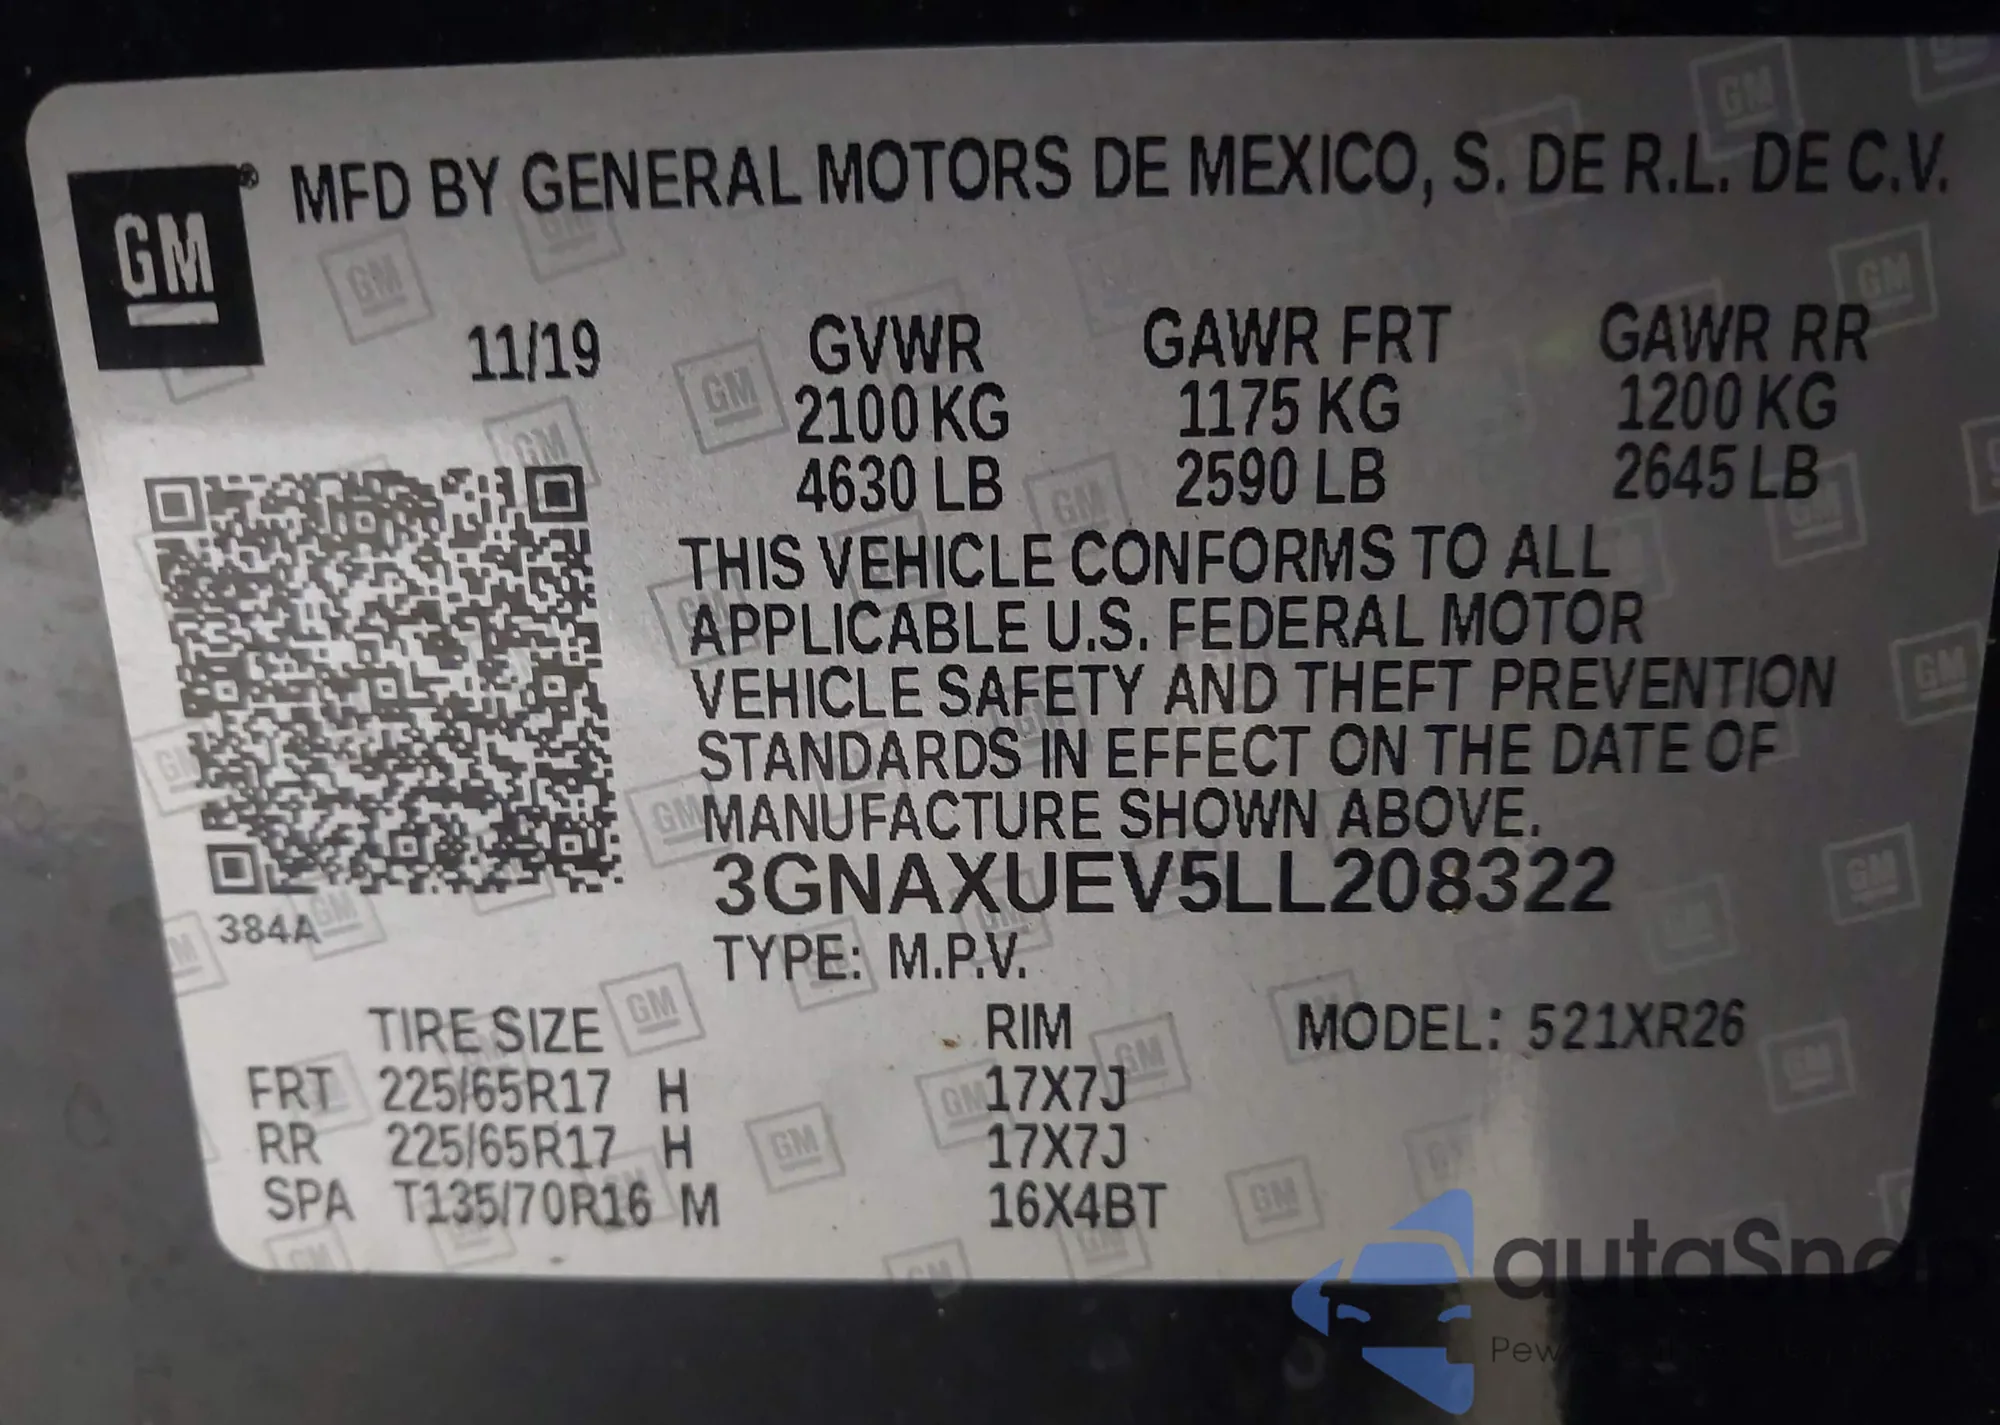 GM ® MFD BY GENERAL MOTORS DE MEXICO, S. DE R.L. DE C.V.
11/19 GVWR GAWR FRT GAWR RR
2100 KG 1175 KG 1200 KG
4630 LB 2590 LB 2645 LB
THIS VEHICLE CONFORMS TO ALL
APPLICABLE U.S. FEDERAL MOTOR
VEHICLE SAFETY AND THEFT PREVENTION
STANDARDS IN EFFECT ON THE DATE OF
MANUFACTURE SHOWN ABOVE.
3GNAXUEV5LL208322
384A
TYPE: M.P.V.
TIRE SIZE RIM MODEL: 521XR26
FRT 225/65R17 H 17X7J
RR 225/65R17 H 17X7J
SPA T135/70R16 M 16X4BT
autaSnap